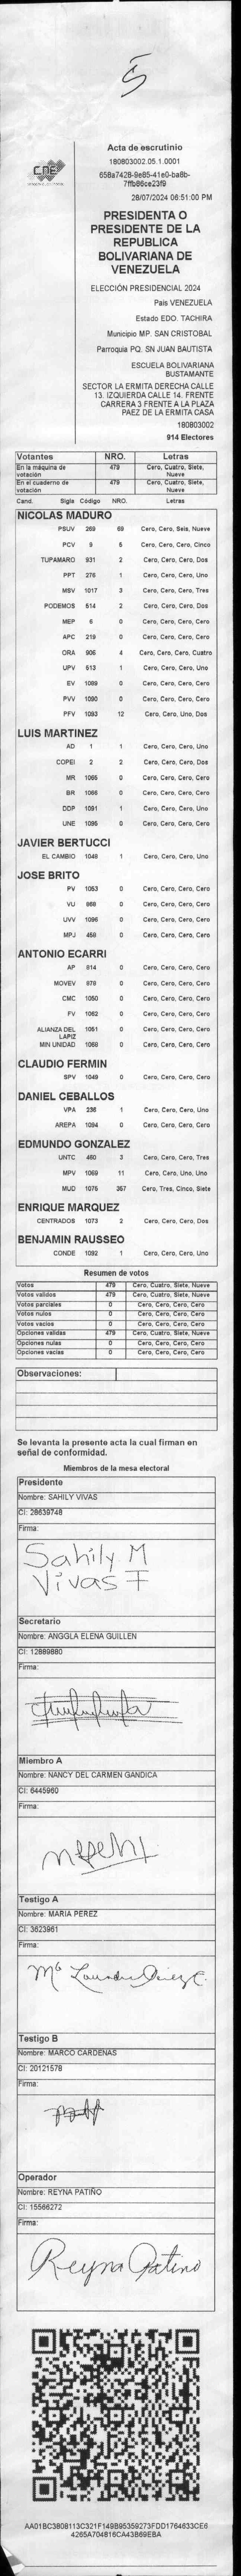 5
Acta de escrutinio
180803002.05.1.0001
CNE
658a7428-9e85-41e0-ba8b-
7ffb86ce23f9
28/07/2024 06:51:00 PM
PRESIDENTA O
PRESIDENTE DE LA
REPUBLICA
BOLIVARIANA DE
VENEZUELA
ELECCIÓN PRESIDENCIAL 2024
Pais VENEZUELA
Estado EDO. TACHIRA
Municipio MP. SAN CRISTOBAL
Parroquia PQ. SN JUAN BAUTISTA
ESCUELA BOLIVARIANA
BUSTAMANTE
SECTOR LA ERMITA DERECHA CALLE
13. IZQUIERDA CALLE 14. FRENTE
CARRERA 3 FRENTE A LA PLAZA
PAEZ DE LA ERMITA CASA
180803002
914 Electores
Votantes NRO. Letras
En la máquina de votación 479 Cero, Cuatro, Siete, Nueve
En el cuaderno de votación 479 Cero, Cuatro, Siete, Nueve
Cand. Sigla Código NRO. Letras
NICOLAS MADURO
PSUV 269 69 Cero, Cero, Seis, Nueve
PCV 9 5 Cero, Cero, Cero, Cinco
TUPAMARO 931 2 Cero, Cero, Cero, Dos
PPT 276 1 Cero, Cero, Cero, Uno
MSV 1017 3 Cero, Cero, Cero, Tres
PODEMOS 514 2 Cero, Cero, Cero, Dos
MEP 6 0 Cero, Cero, Cero, Cero
APC 219 0 Cero, Cero, Cero, Cero
ORA 906 4 Cero, Cero, Cero, Cuatro
UPV 513 1 Cero, Cero, Cero, Uno
EV 1099 0 Cero, Cero, Cero, Cero
PVV 1090 0 Cero, Cero, Cero, Cero
PFV 1093 12 Cero, Cero, Uno, Dos
LUIS MARTINEZ
AD 1 1 Cero, Cero, Cero, Uno
COPEI 2 2 Cero, Cero, Cero, Dos
MR 1065 0 Cero, Cero, Cero, Cero
BR 1066 0 Cero, Cero, Cero, Cero
DDP 1091 1 Cero, Cero, Cero, Uno
UNE 1095 0 Cero, Cero, Cero, Cero
JAVIER BERTUCCI
EL CAMBIO 1048 1 Cero, Cero, Cero, Uno
JOSE BRITO
PV 1053 0 Cero, Cero, Cero, Cero
VU 868 0 Cero, Cero, Cero, Cero
UVV 1096 0 Cero, Cero, Cero, Cero
MPJ 458 0 Cero, Cero, Cero, Cero
ANTONIO ECARRI
AP 814 0 Cero, Cero, Cero, Cero
MOVEV 878 0 Cero, Cero, Cero, Cero
CMC 1050 0 Cero, Cero, Cero, Cero
FV 1062 0 Cero, Cero, Cero, Cero
ALIANZA DEL LAPIZ 1051 0 Cero, Cero, Cero, Cero
MIN UNIDAD 1068 0 Cero, Cero, Cero, Cero
CLAUDIO FERMIN
SPV 1049 0 Cero, Cero, Cero, Cero
DANIEL CEBALLOS
VPA 236 1 Cero, Cero, Cero, Uno
AREPA 1094 0 Cero, Cero, Cero, Cero
EDMUNDO GONZALEZ
UNTC 460 3 Cero, Cero, Cero, Tres
MPV 1069 11 Cero, Cero, Uno, Uno
MUD 1075 357 Cero, Tres, Cinco, Siete
ENRIQUE MARQUEZ
CENTRADOS 1073 2 Cero, Cero, Cero, Dos
BENJAMIN RAUSSEO
CONDE 1092 1 Cero, Cero, Cero, Uno
Resumen de votos
Votos 479 Cero, Cuatro, Siete, Nueve
Votos validos 479 Cero, Cuatro, Siete, Nueve
Votos parciales 0 Cero, Cero, Cero, Cero
Votos nulos 0 Cero, Cero, Cero, Cero
Votos vacios 0 Cero, Cero, Cero, Cero
Opciones validas 479 Cero, Cuatro, Siete, Nueve
Opciones nulas 0 Cero, Cero, Cero, Cero
Opciones vacias 0 Cero, Cero, Cero, Cero
Observaciones:
Se levanta la presente acta la cual firman en
señal de conformidad.
Miembros de la mesa electoral
Presidente
Nombre: SAHILY VIVAS
CI: 28639748
Firma:
Sahily M
Vivas F
Secretario
Nombre: ANGGLA ELENA GUILLEN
CI: 12889880
Firma:
Miembro A
Nombre: NANCY DEL CARMEN GANDICA
CI: 6445960
Firma:
Testigo A
Nombre: MARIA PEREZ
CI: 3623961
Firma:
Mª
Testigo B
Nombre: MARCO CARDENAS
CI: 20121578
Firma:
Operador
Nombre: REYNA PATIÑO
CI: 15566272
Firma:
Reyna Patino
AA01BC3808113C321F149B95359273FDD1764633CE6
4265A704816CA43B69EBA